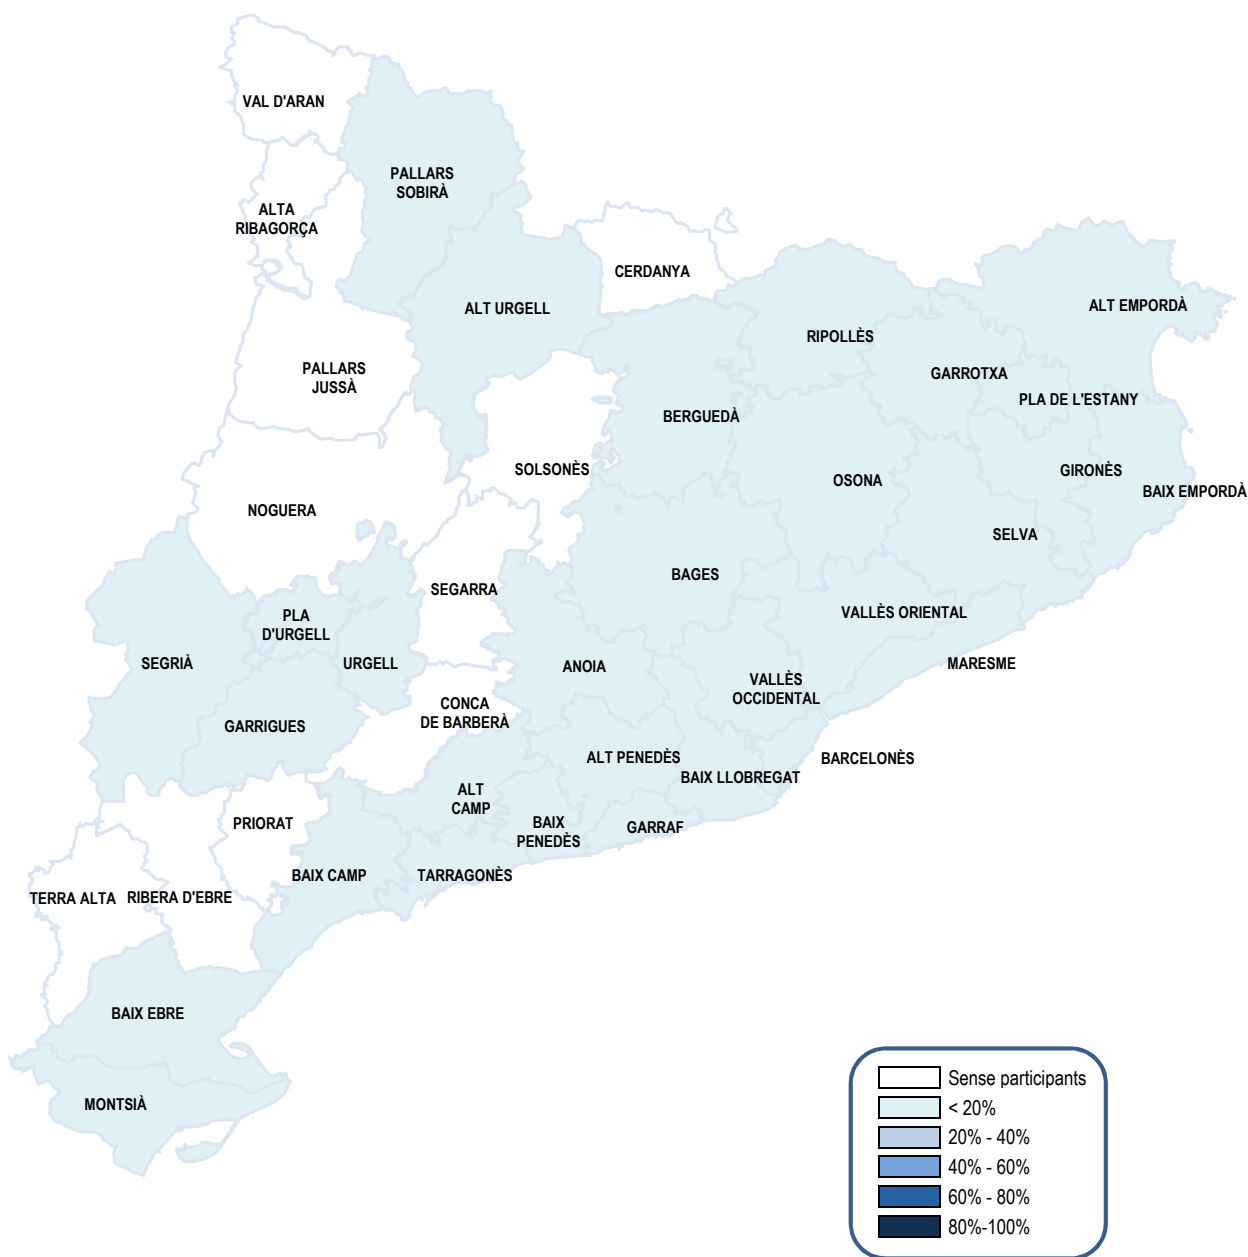 VAL D'ARAN
PALLARS
SOBIRÀ
ALTA
RIBAGORÇA
CERDANYA
ALT URGELL
ALT EMPORDÀ
RIPOLLÈS
PALLARS
JUSSÀ
GARROTXA
PLA DE L'ESTANY
BERGUEDÀ
SOLSONÈS
GIRONÈS
OSONA
BAIX EMPORDÀ
NOGUERA
SELVA
BAGES
SEGARRA
VALLÈS ORIENTAL
PLA
D'URGELL
SEGRIÀ
URGELL
ANOIA
MARESME
VALLÈS
OCCIDENTAL
CONCA
DE BARBERÀ
GARRIGUES
ALT PENEDÈS
BARCELONÈS
BAIX LLOBREGAT
ALT
CAMP
PRIORAT
BAIX
PENEDÈS
GARRAF
BAIX CAMP
TARRAGONÈS
TERRA ALTA
RIBERA D'EBRE
BAIX EBRE
MONTSIÀ
Sense participants
< 20%
20% - 40%
40% - 60%
60% - 80%
80%-100%